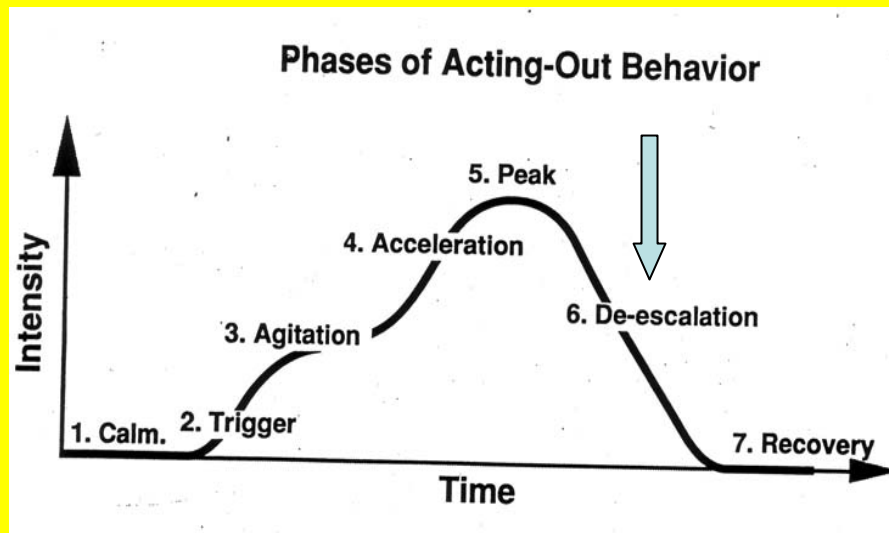 Phases of Acting-Out Behavior
5. Peak
4. Acceleration
6. De-escalation
3. Agitation
2. Trigger
1. Calm.
7. Recovery
Intensity
Time